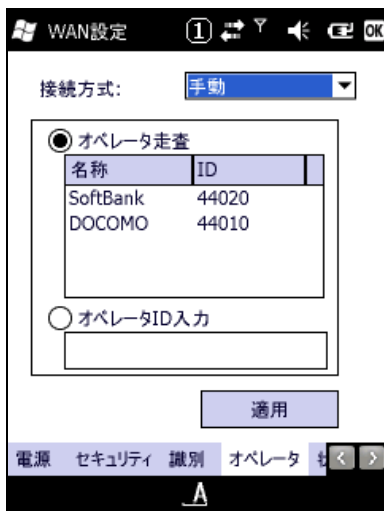 WAN設定 1 OK
接続方式: 手動
オペレータ走査
名称 ID
SoftBank 44020
DOCOMO 44010
オペレータID入力
適用
電源 セキュリティ 識別 オペレータ
A